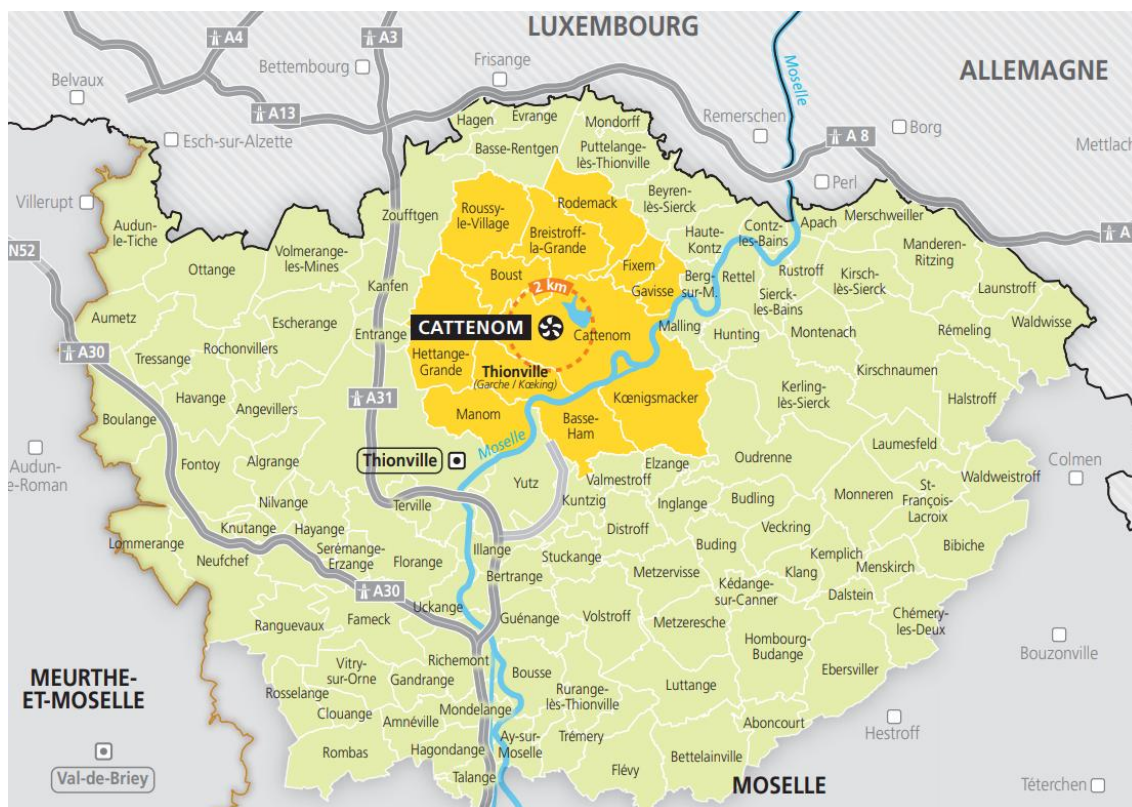 LUXEMBOURG
ALLEMAGNE
A4
A3
Bettembourg
Frisange
Moselle
Belvaux
A13
Esch-sur-Alzette
Hagen
Evrange
Mondorff
Remerschen
A 8
Borg
Mettlach
Basse-Rentgen
Puttelange-
lès-Thionville
Villerupt
Perl
Audun-
le-Tiche
Zoufftgen
Roussy-
le-Village
Rodemack
Beyren-
lès-Sierck
Contz-
les-Bains
Apach
Merschweiller
N52
Ottange
Volmerange-
les-Mines
Breistroff-
la-Grande
Haute-
Kontz
Manderen-
Ritzing
A
Kanfen
Boust
Fixem
Gavisse
Berg-
sur-M.
Rettel
Rustroff
Kirsch-
lès-Sierck
Launstroff
2 km
Sierck-
les-Bains
Aumetz
Escherange
Entrange
CATTENOM
Cattenom
Malling
Hunting
Montenach
Rémeling
Waldwisse
A30
Tressange
Rochonvillers
Hettange-
Grande
Thionville
(Garche / Kœking)
Kirschnaumen
Havange
Angevillers
A31
Kœnigsmacker
Kerling-
lès-Sierck
Halstroff
Boulange
Manom
Basse-
Ham
Moselle
Laumesfeld
Audun-
le-Roman
Fontoy
Algrange
Thionville
Elzange
Oudrenne
Colmen
Valmestroff
Waldweistroff
Nilvange
Terville
Yutz
Kuntzig
Inglange
Budling
Monneren
St-
François-
Lacroix
Lommerange
Knutange
Hayange
Distroff
Veckring
Neufchef
Serémange-
Erzange
Florange
Illange
Stuckange
Buding
Kemplich
Menskirch
Bibiche
Bertrange
Metzervisse
Klang
A30
Kédange-
sur-Canner
Dalstein
Uckange
Guénange
Volstroff
Metzeresche
Chémery-
les-Deux
Ranguevaux
Fameck
Hombourg-
Budange
Ebersviller
Bouzonville
MEURTHE-
ET-MOSELLE
Vitry-
sur-Orne
Richemont
Gandrange
Bousse
Rosselange
Rurange-
lès-Thionville
Luttange
Clouange
Amnéville
Mondelange
Aboncourt
Hestroff
Val-de-Briey
Rombas
Hagondange
Ay-sur-
Moselle
Trémery
Bettelainville
Talange
Flévy
MOSELLE
Téterchen